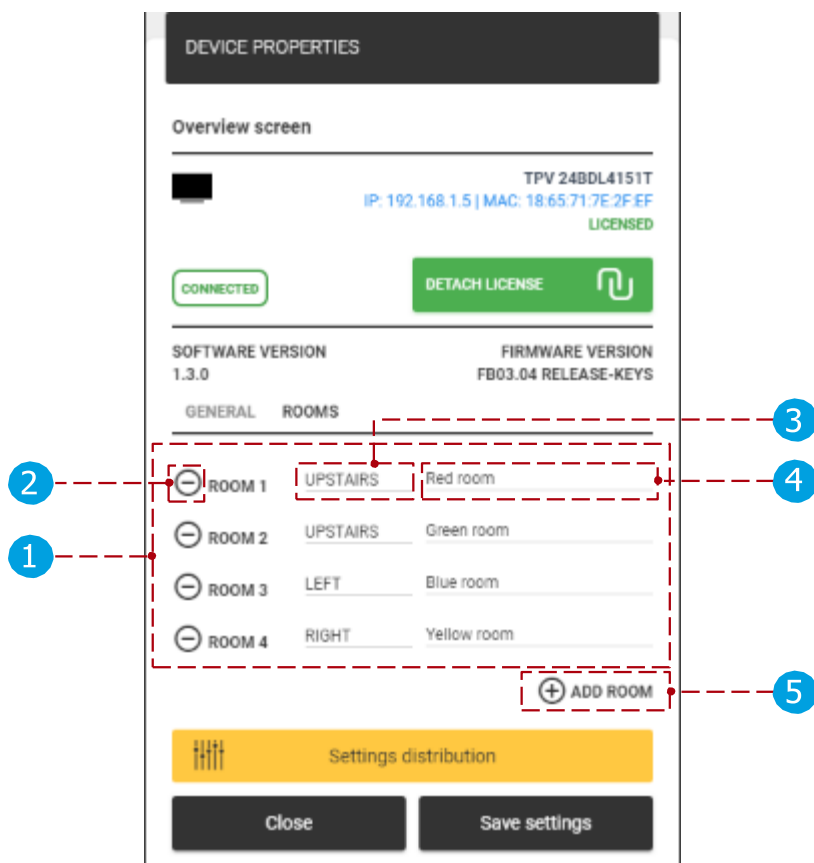 DEVICE PROPERTIES
Overview screen
TPV 24BDL4151T
IP: 192.168.1.5 | MAC: 18:65:71:7E:2F:EF
LICENSED
CONNECTED
DETACH LICENSE
SOFTWARE VERSION FIRMWARE VERSION
1.3.0 FB03.04 RELEASE-KEYS
GENERAL ROOMS
3
2 ROOM 1 UPSTAIRS Red room 4
ROOM 2 UPSTAIRS Green room
1
ROOM 3 LEFT Blue room
ROOM 4 RIGHT Yellow room
ADD ROOM 5
Settings distribution
Close Save settings